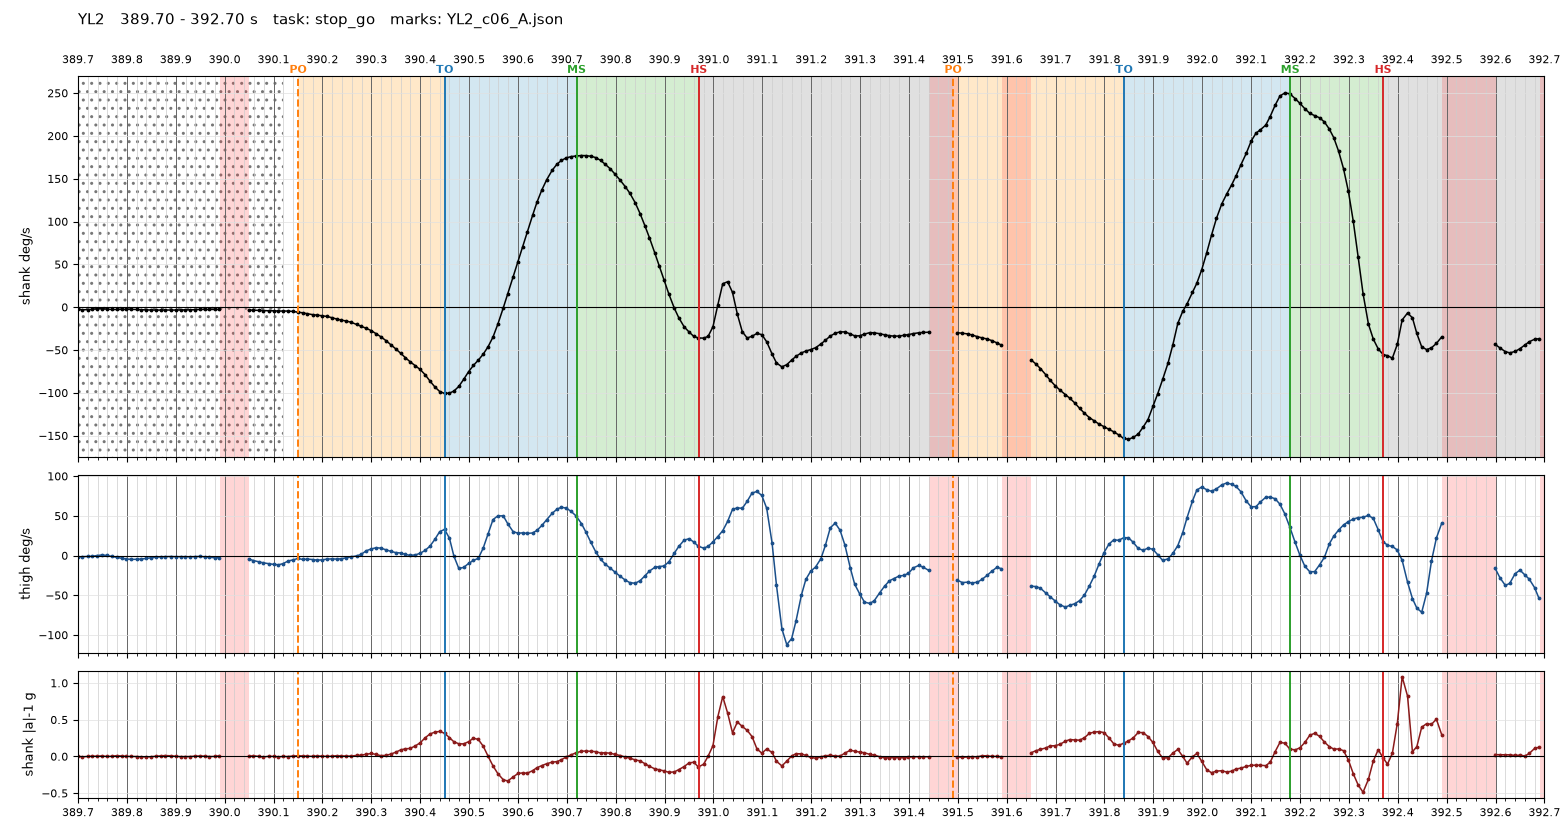 YL2   389.70 - 392.70 s   task: stop_go   marks: YL2_c06_A.json
389.7 389.8 389.9 390.0 390.1 390.2 390.3 390.4 390.5 390.6 390.7 390.8 390.9 391.0 391.1 391.2 391.3 391.4 391.5 391.6 391.7 391.8 391.9 392.0 392.1 392.2 392.3 392.4 392.5 392.6 392.7
PO TO MS HS PO TO MS HS
250
200
150
100
50
0
−50
−100
−150
shank deg/s
100
50
0
−50
−100
thigh deg/s
1.0
0.5
0.0
−0.5
shank |a|-1 g
389.7 389.8 389.9 390.0 390.1 390.2 390.3 390.4 390.5 390.6 390.7 390.8 390.9 391.0 391.1 391.2 391.3 391.4 391.5 391.6 391.7 391.8 391.9 392.0 392.1 392.2 392.3 392.4 392.5 392.6 392.7